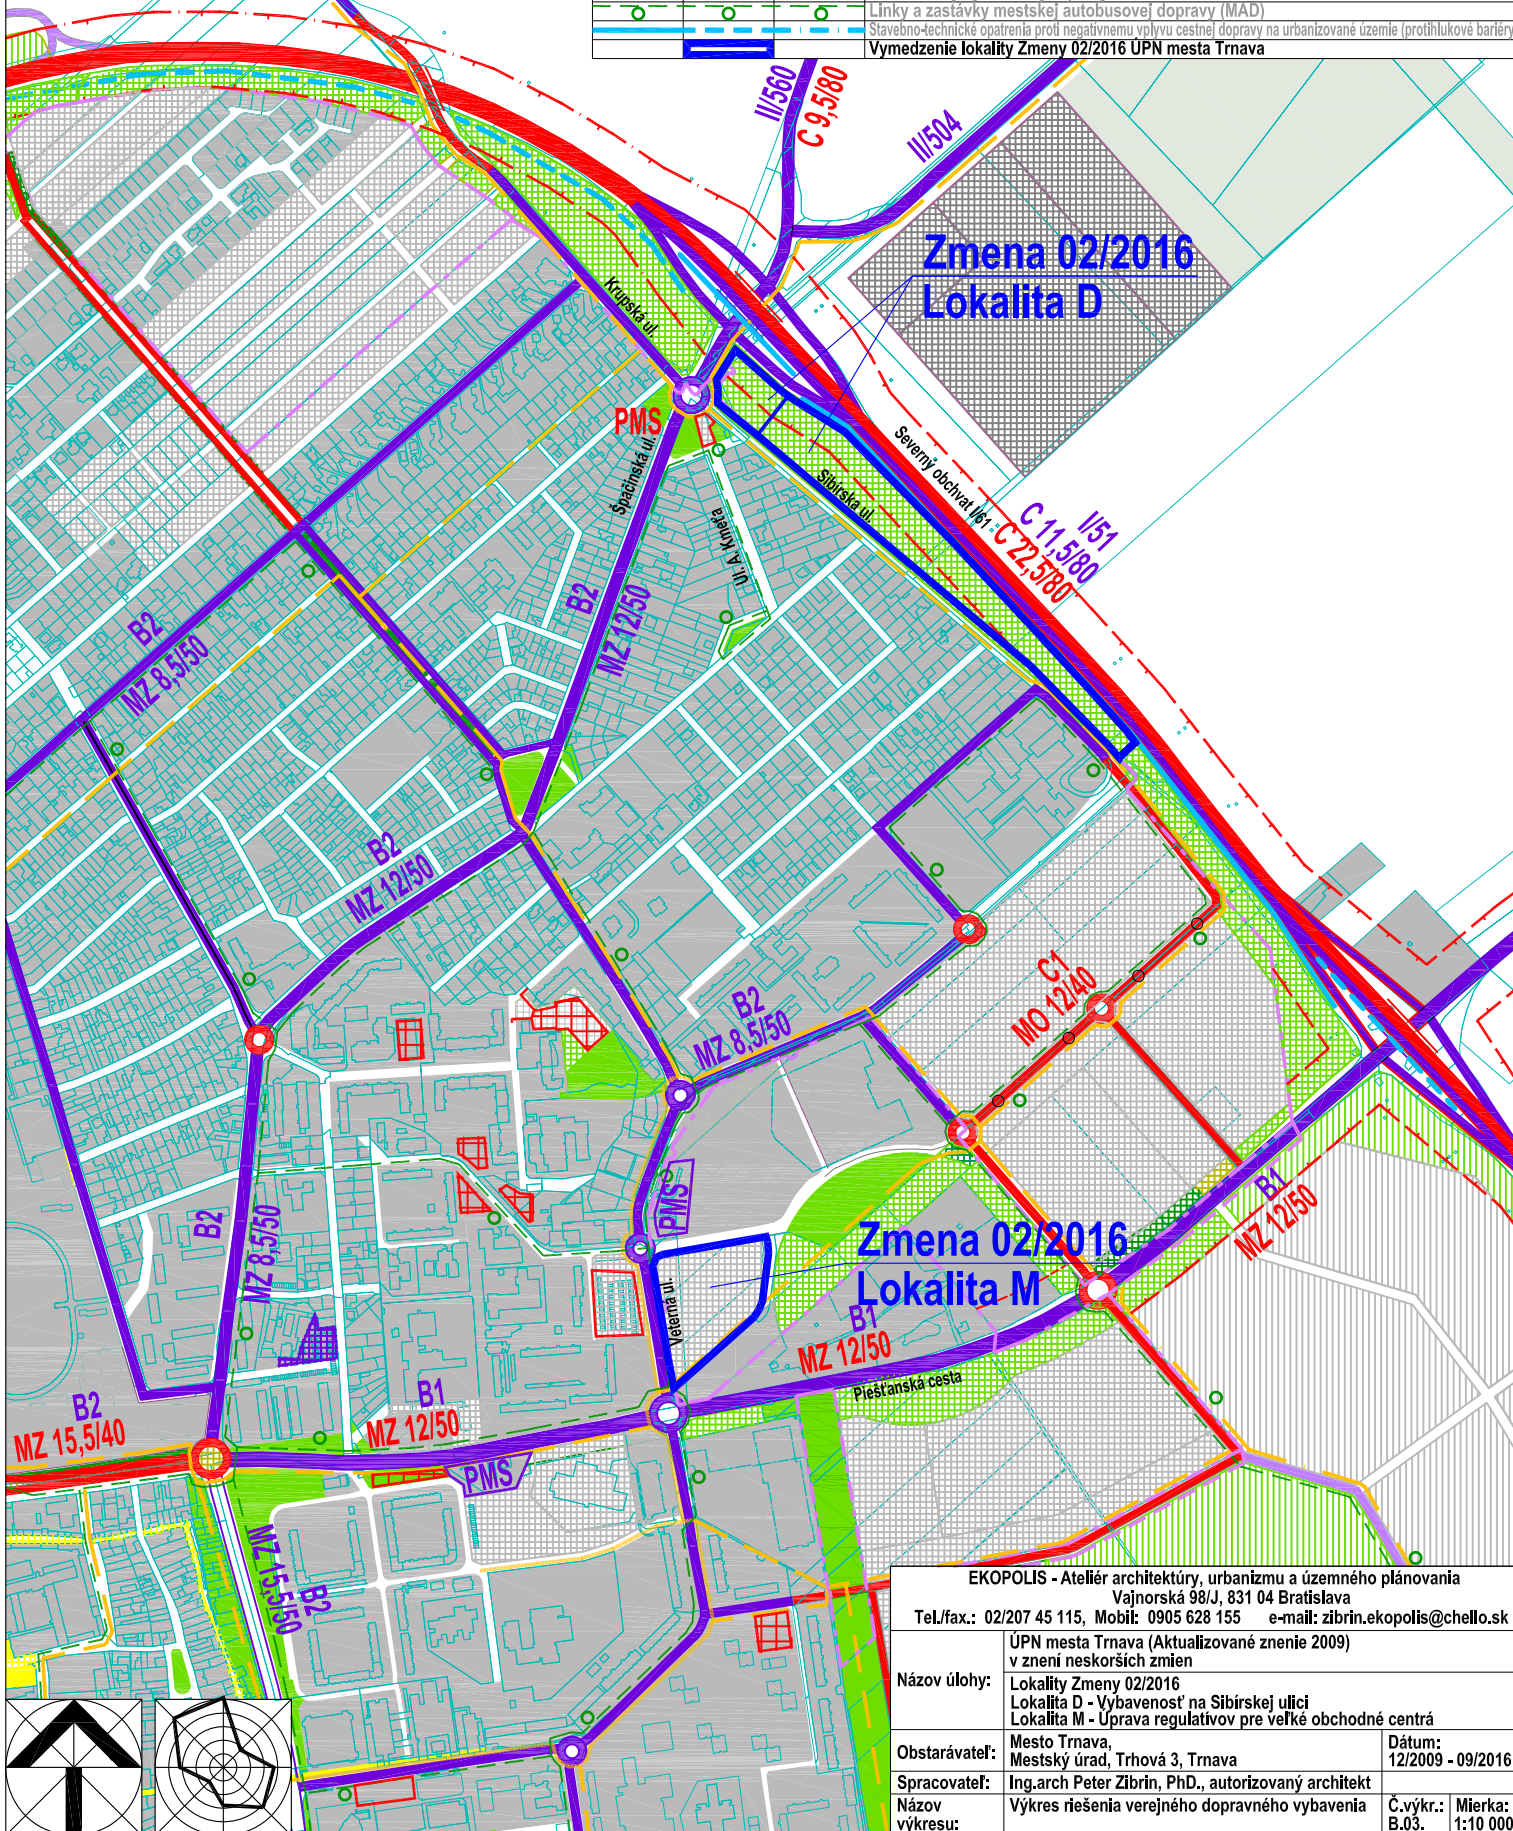 Linky a zastávky mestskej autobusovej dopravy (MAD)
Stavebno-technické opatrenia proti negatívnemu vplyvu cestnej dopravy na urbanizované územie (protihlukové bariéry
Vymedzenie lokality Zmeny 02/2016 ÚPN mesta Trnava
II/560
C 9,5/80
II/504
Zmena 02/2016
Lokalita D
Krupská ul.
PMS
Špačinská ul.
Ul. A. Kmeťa
Sibírska ul.
Severný obchvat I/61
C 22,5/80
C 11,5/80
I/51
B2
MZ 8,5/50
B2
MZ 12/50
B2
MZ 12/50
B2
MZ 8,5/50
C1
MO 12/40
B2
MZ 8,5/50
PMS
Zmena 02/2016
Lokalita M
Veterná ul.
B1
MZ 12/50
B1
MZ 12/50
Piešťanská cesta
B2
MZ 15,5/40
B1
MZ 12/50
PMS
MZ 15,5/50
B2
EKOPOLIS - Ateliér architektúry, urbanizmu a územného plánovania
Vajnorská 98/J, 831 04 Bratislava
Tel./fax.: 02/207 45 115, Mobil: 0905 628 155 e-mail: zibrin.ekopolis@chello.sk
Názov úlohy:
ÚPN mesta Trnava (Aktualizované znenie 2009)
v znení neskorších zmien
Lokality Zmeny 02/2016
Lokalita D - Vybavenosť na Sibírskej ulici
Lokalita M - Úprava regulatívov pre veľké obchodné centrá
Obstarávateľ:
Mesto Trnava,
Mestský úrad, Trhová 3, Trnava
Dátum:
12/2009 - 09/2016
Spracovateľ:
Ing.arch Peter Zibrin, PhD., autorizovaný architekt
Názov
výkresu:
Výkres riešenia verejného dopravného vybavenia
Č.výkr.:
B.03.
Mierka:
1:10 000